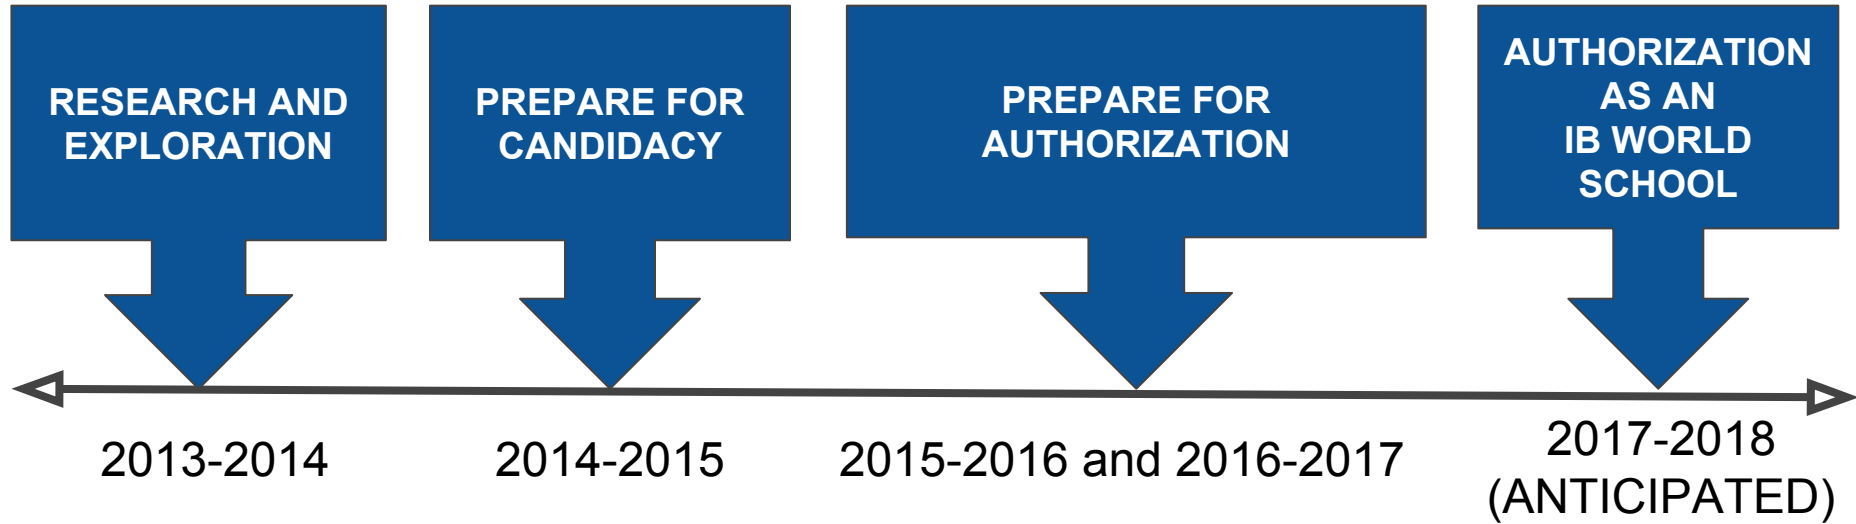 RESEARCH AND
EXPLORATION
PREPARE FOR
CANDIDACY
PREPARE FOR
AUTHORIZATION
AUTHORIZATION
AS AN
IB WORLD
SCHOOL
2013-2014
2014-2015
2015-2016 and 2016-2017
2017-2018
(ANTICIPATED)